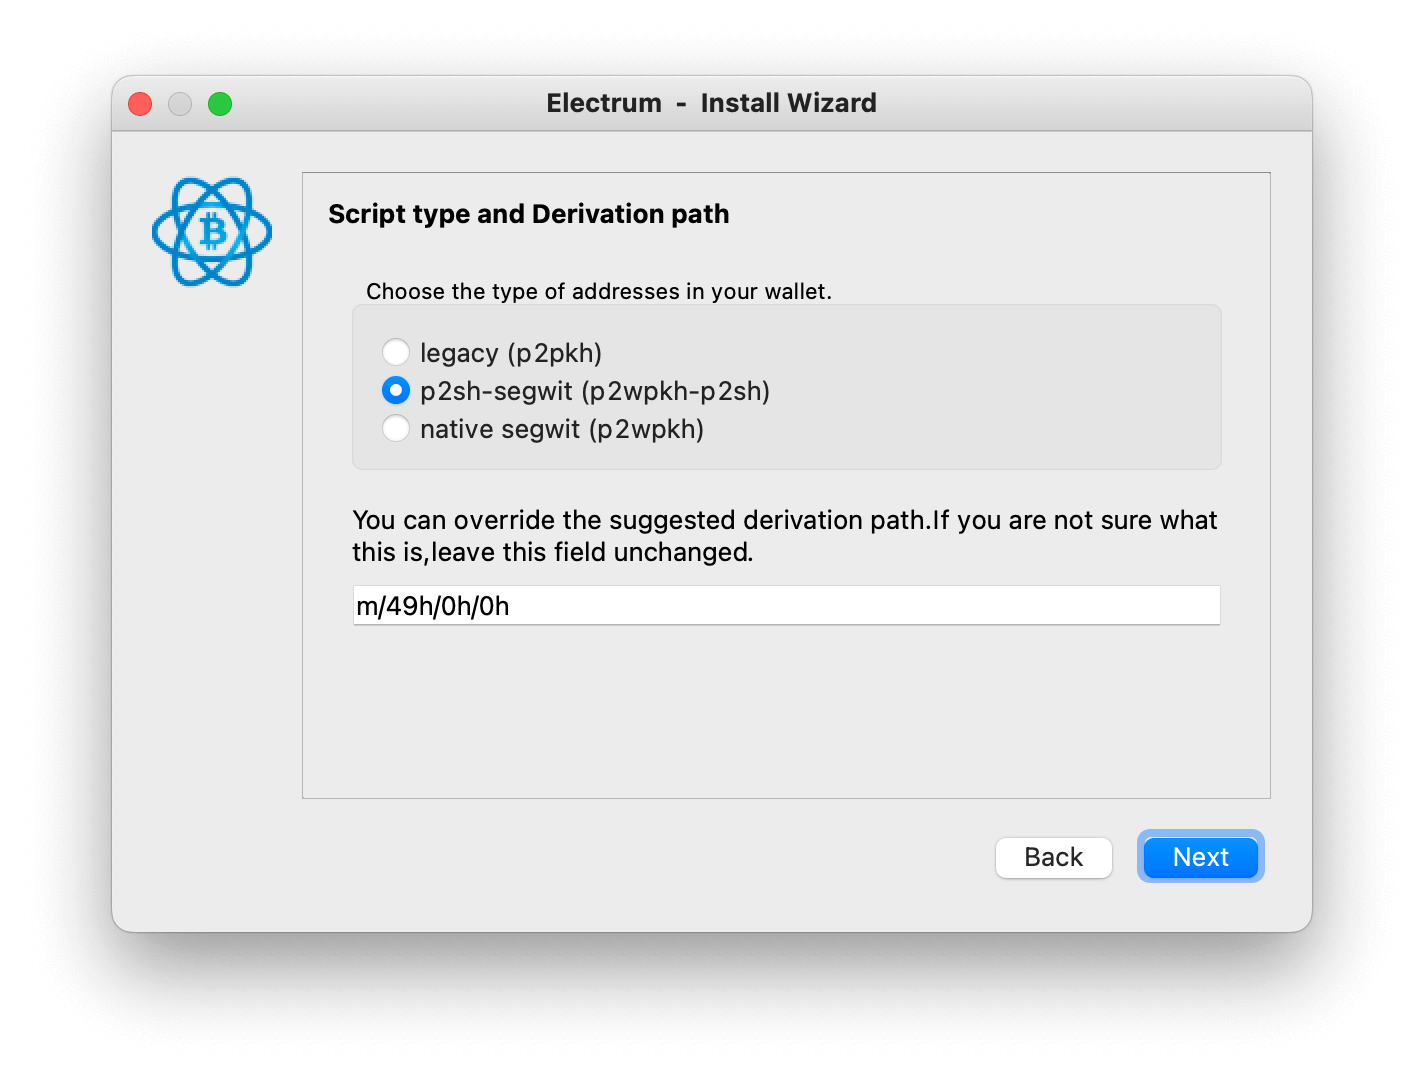 Electrum  -  Install Wizard
Script type and Derivation path
Choose the type of addresses in your wallet.
legacy (p2pkh)
p2sh-segwit (p2wpkh-p2sh)
native segwit (p2wpkh)
You can override the suggested derivation path.If you are not sure what
this is,leave this field unchanged.
m/49h/0h/0h
Back
Next